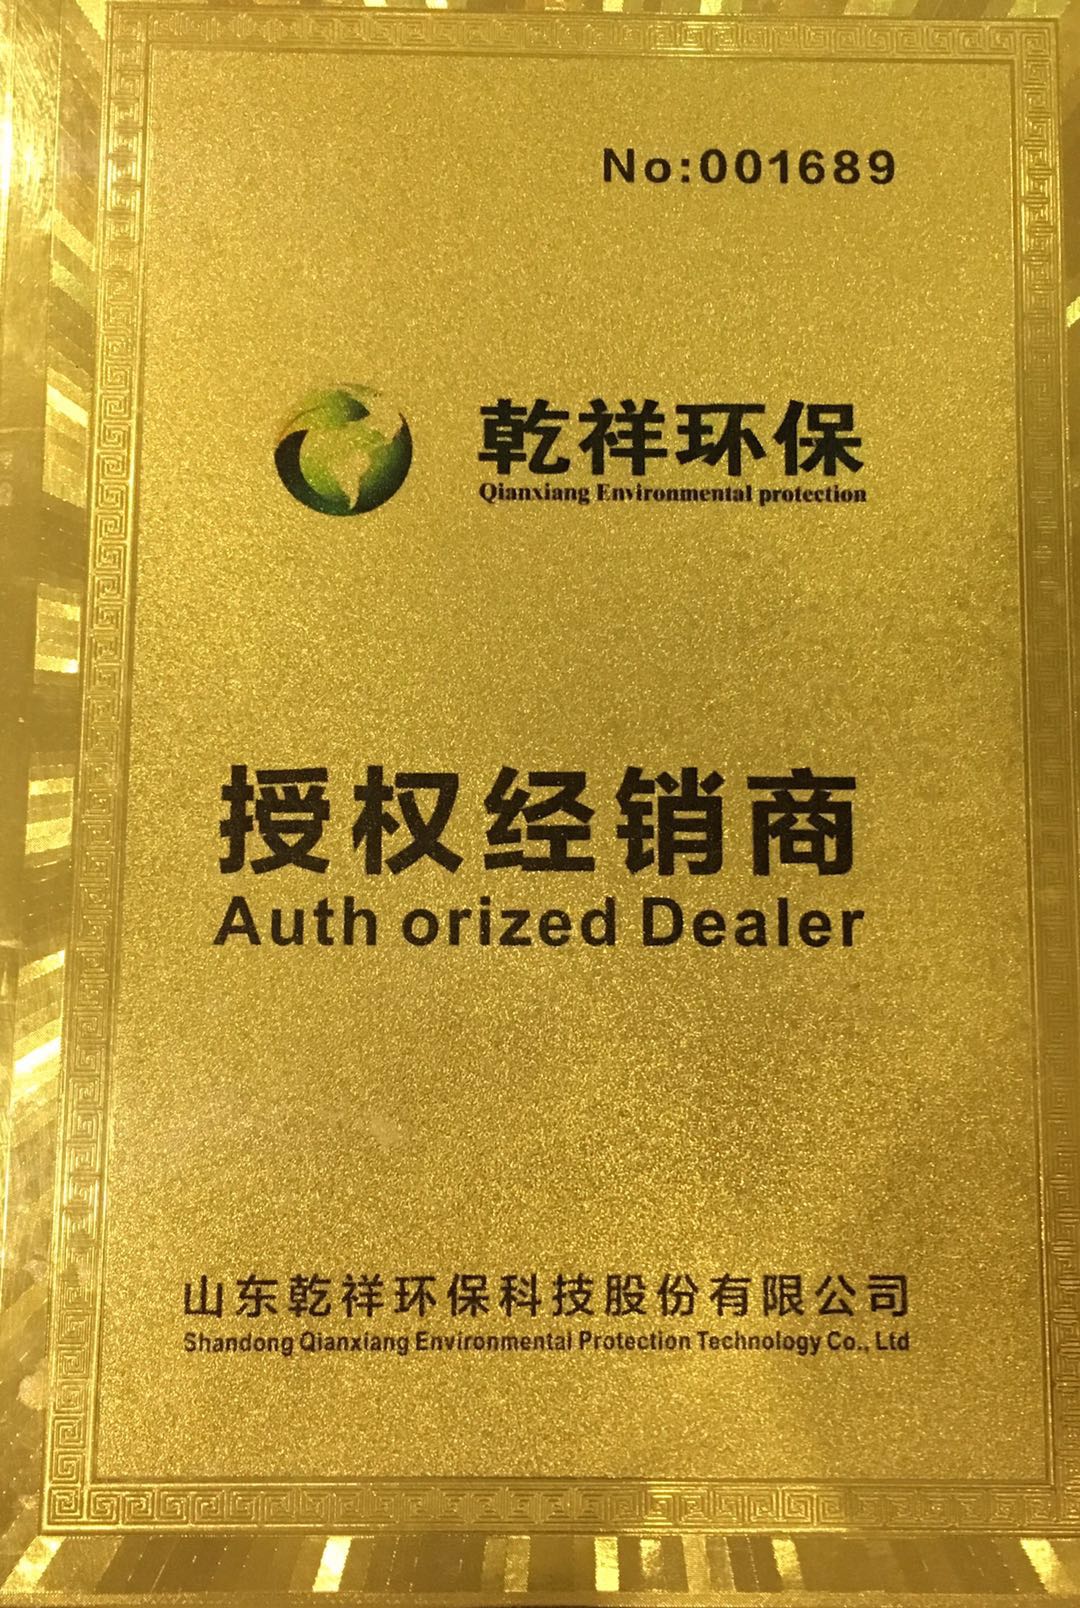 No:001689
乾祥环保
Qianxiang Environmental protection
授权经销商
Auth orized Dealer
山东乾祥环保科技股份有限公司
Shandong Qianxiang Environmental Protection Technology Co., Ltd